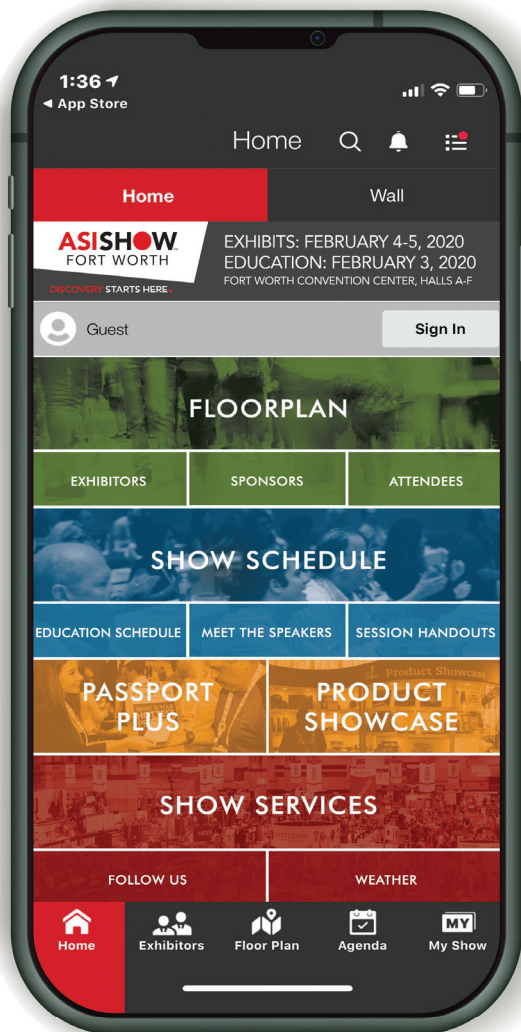 1:36
◀ App Store
Home
Home
Wall
ASISHOW
FORT WORTH
DISCOVERY STARTS HERE.
EXHIBITS: FEBRUARY 4-5, 2020
EDUCATION: FEBRUARY 3, 2020
FORT WORTH CONVENTION CENTER, HALLS A-F
Guest
Sign In
FLOORPLAN
EXHIBITORS
SPONSORS
ATTENDEES
SHOW SCHEDULE
EDUCATION SCHEDULE
MEET THE SPEAKERS
SESSION HANDOUTS
PASSPORT
PLUS
Product Showcase
PRODUCT
SHOWCASE
SHOW SERVICES
FOLLOW US
WEATHER
Home
Exhibitors
Floor Plan
Agenda
MY
My Show